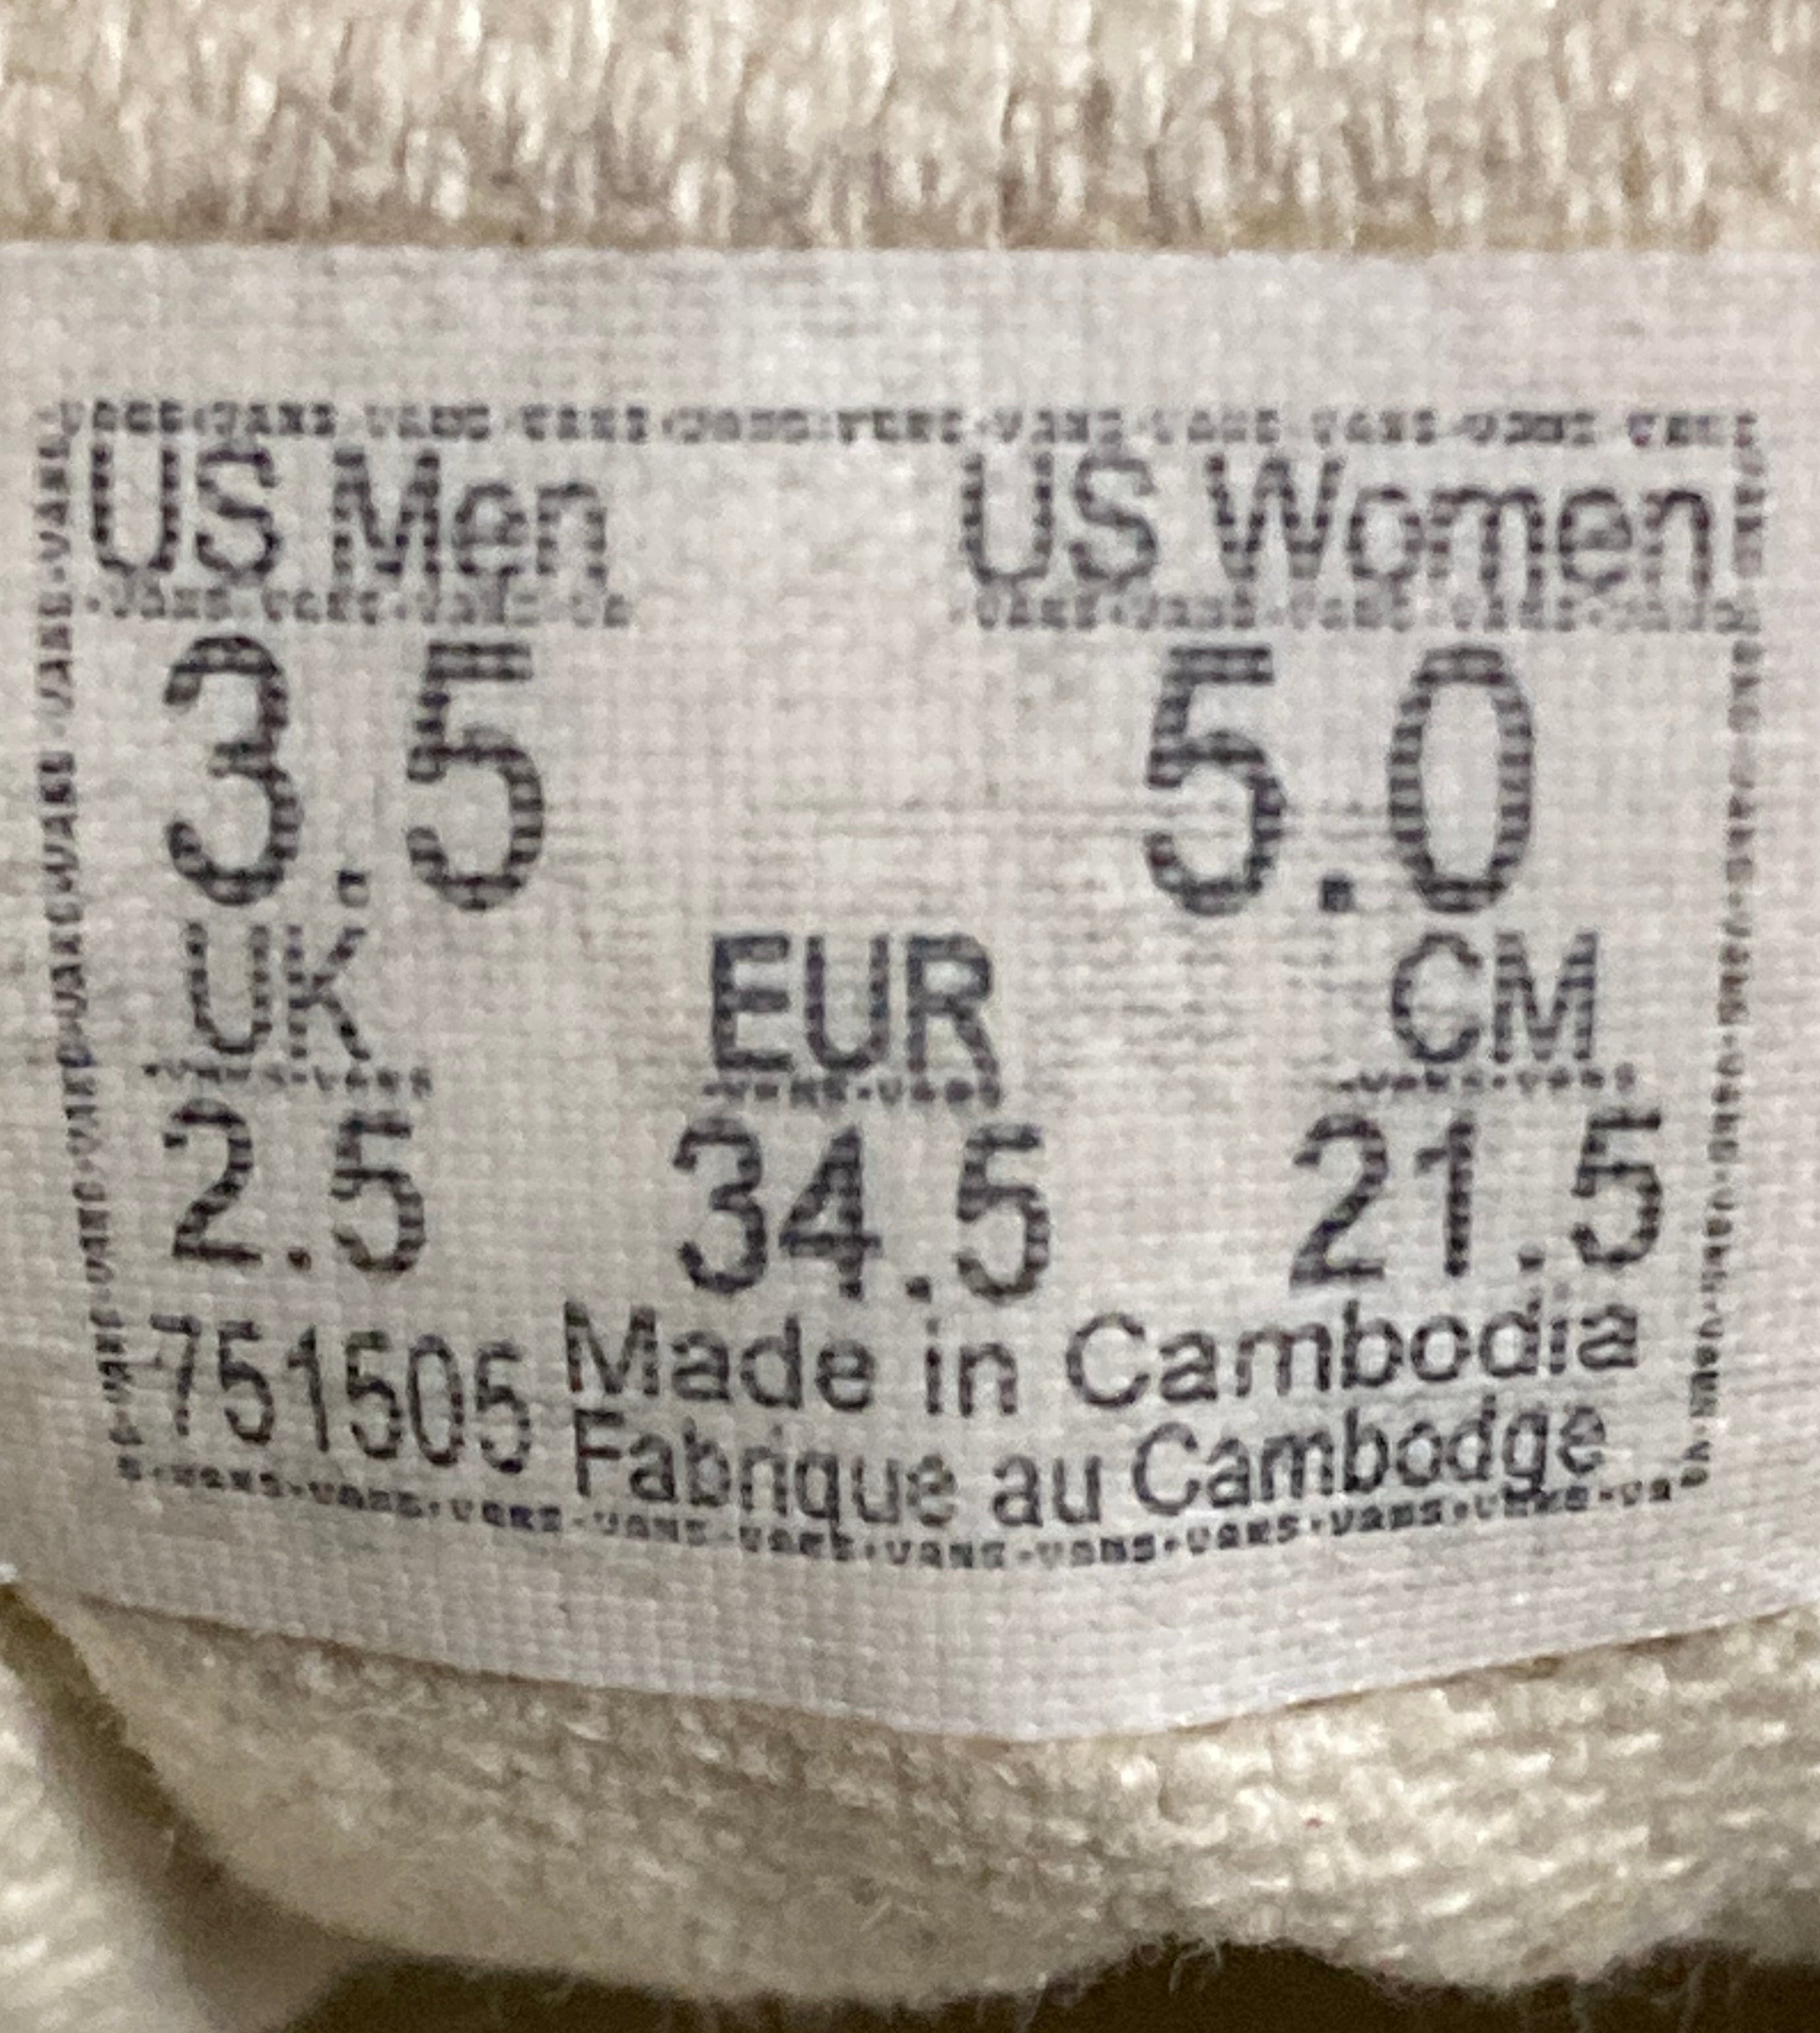 US Men US Women
3.5 5.0
UK EUR CM
2.5 34.5 21.5
751505 Made in Cambodia
Fabrique au Cambodge